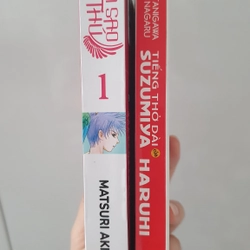 SAO
THU
1
MATSURI AKI
TANIGAWA
NAGARU
TIẾNG THỞ DÀI
SUZUMIYA HARUHI